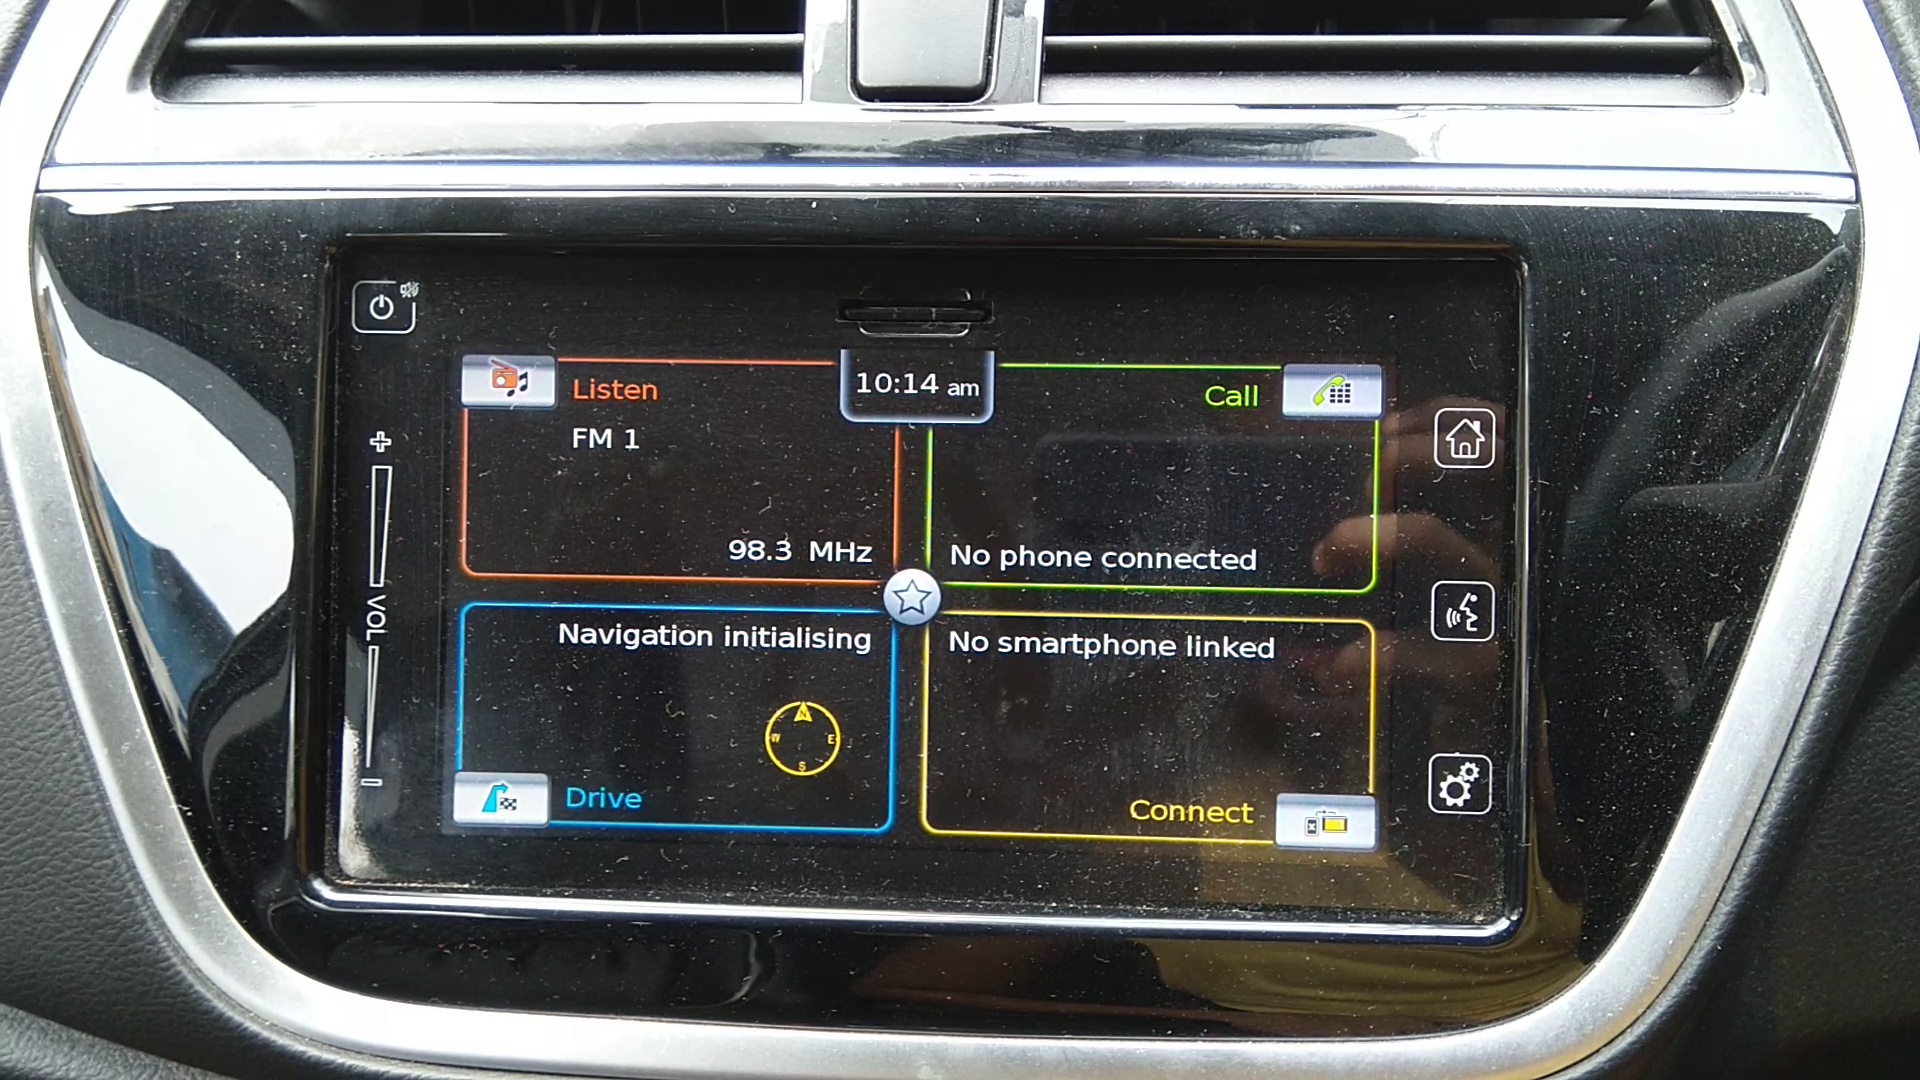 10:14 am
Listen
FM 1
98.3 MHz
Call
No phone connected
VOL
Navigation initialising
N
W
E
S
Drive
No smartphone linked
Connect